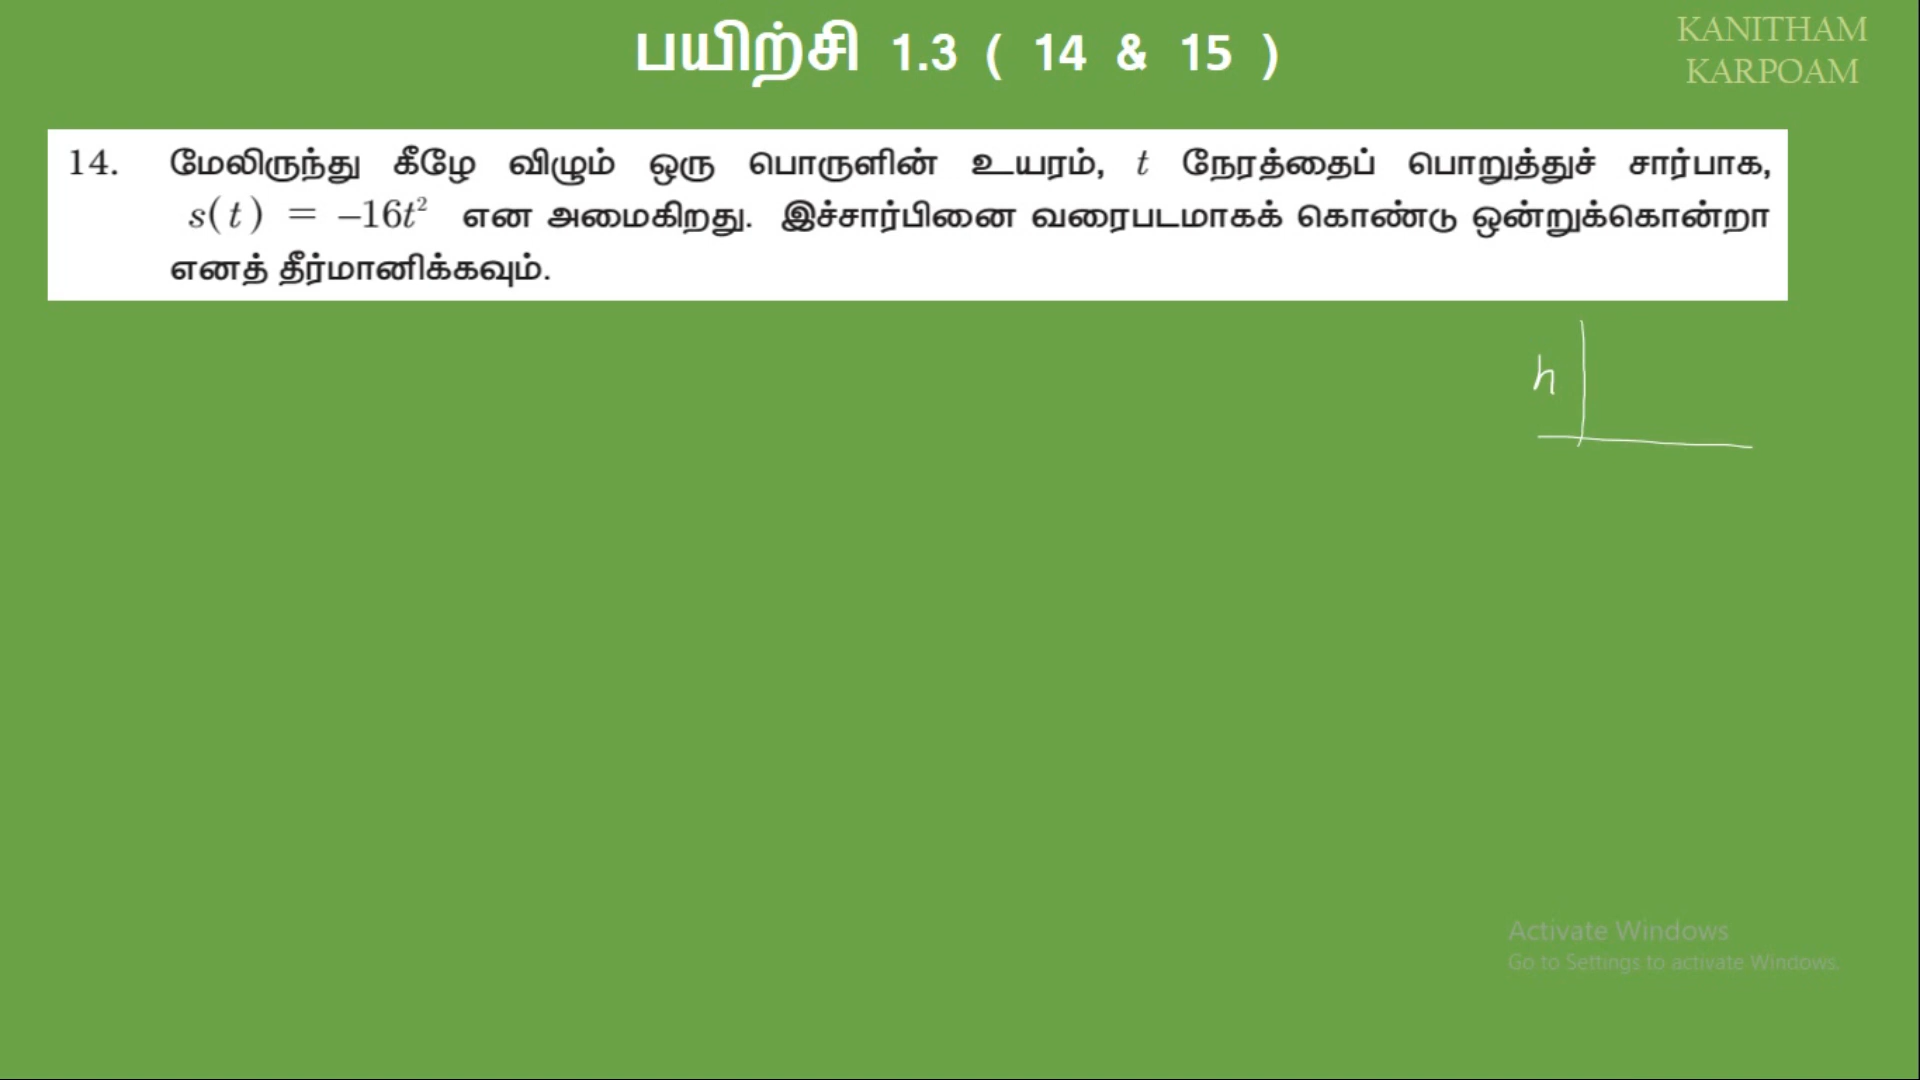 பயிற்சி 1.3 ( 14 & 15 )
KANITHAM
KARPOAM
14. மேலிருந்து கீழே விழும் ஒரு பொருளின் உயரம், t நேரத்தைப் பொறுத்துச் சார்பாக,
s(t) = –16t² என அமைகிறது. இச்சார்பினை வரைபடமாகக் கொண்டு ஒன்றுக்கொன்றா
எனத் தீர்மானிக்கவும்.
h
Activate Windows
Go to Settings to activate Windows.